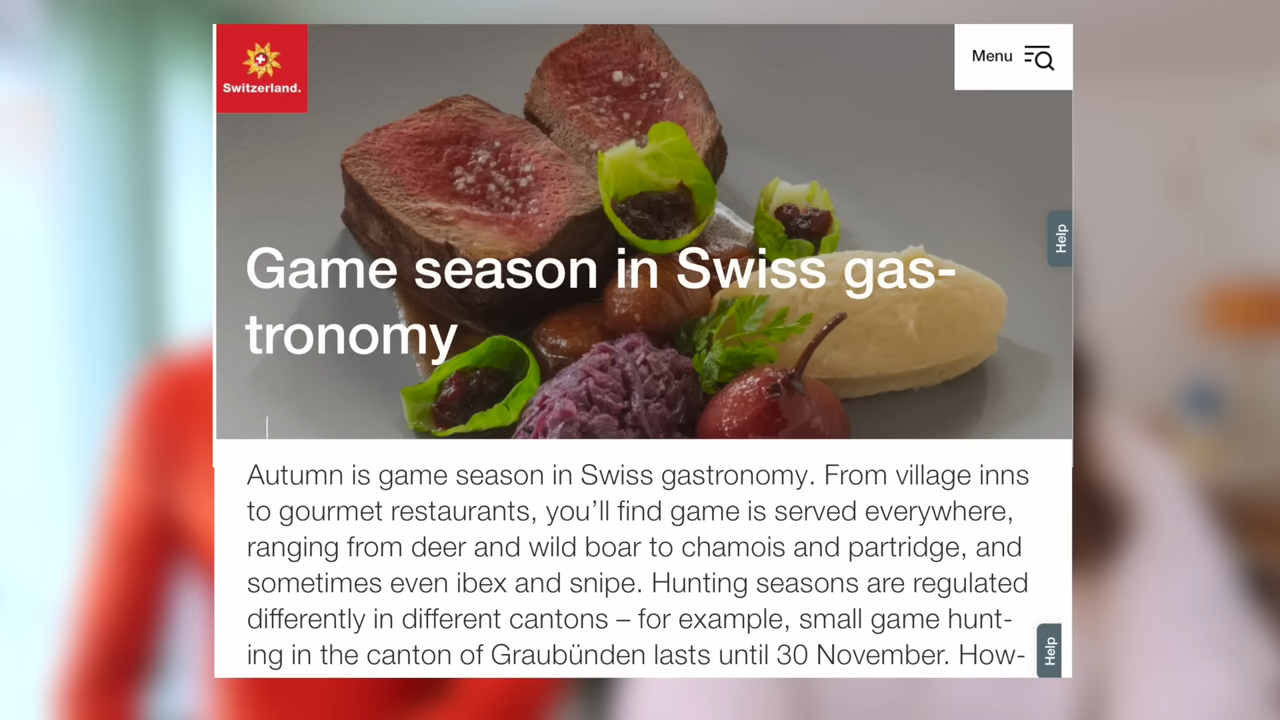 Switzerland.
Menu
Help
Game season in Swiss gas-
tronomy
Autumn is game season in Swiss gastronomy. From village inns
to gourmet restaurants, you’ll find game is served everywhere,
ranging from deer and wild boar to chamois and partridge, and
sometimes even ibex and snipe. Hunting seasons are regulated
differently in different cantons – for example, small game hunt-
ing in the canton of Graubünden lasts until 30 November. How-
Help